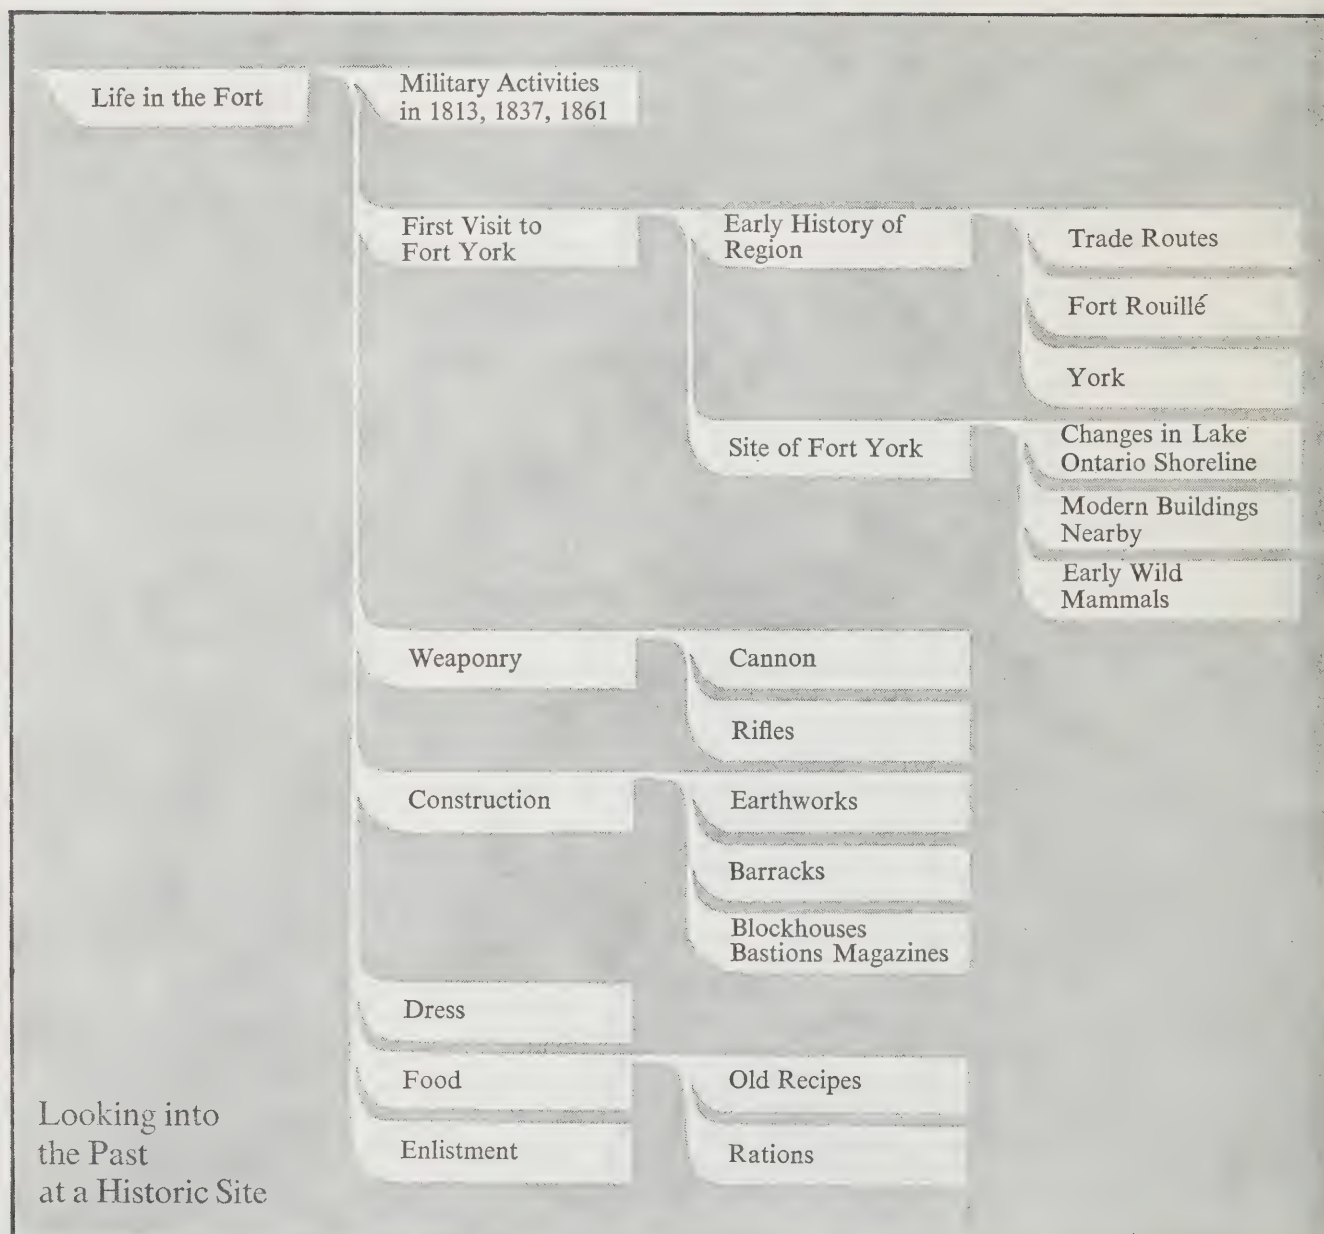 Life in the Fort
Military Activities
in 1813, 1837, 1861
First Visit to
Fort York
Early History of
Region
Trade Routes
Fort Rouillé
York
Site of Fort York
Changes in Lake
Ontario Shoreline
Modern Buildings
Nearby
Early Wild
Mammals
Weaponry
Cannon
Rifles
Construction
Earthworks
Barracks
Blockhouses
Bastions Magazines
Dress
Food
Old Recipes
Rations
Enlistment
Looking into
the Past
at a Historic Site